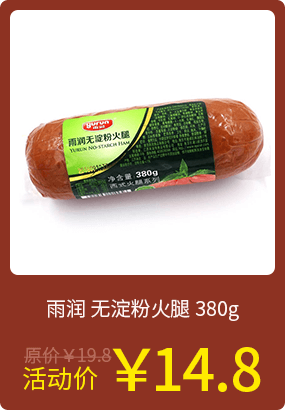 yurun
雨润
雨润无淀粉火腿
YURUN NO-STARCH HAM
净含量 380g
西式火腿系列
雨润 无淀粉火腿 380g
原价￥19.8
活动价 ￥14.8